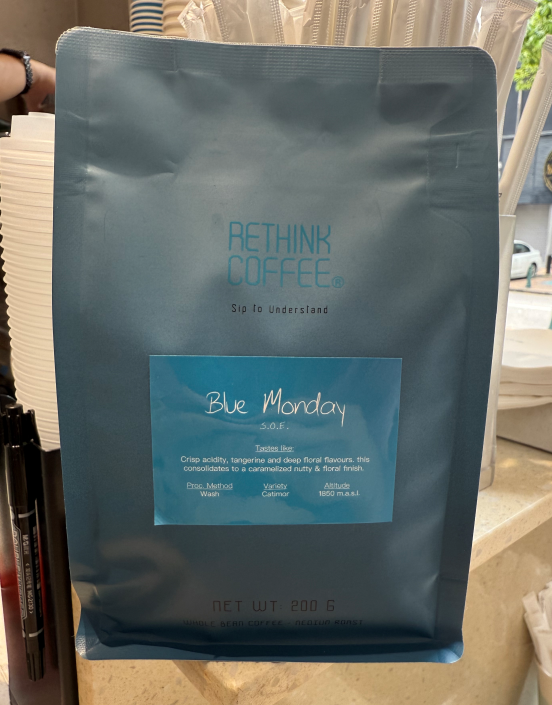 RETHINK
COFFEE®
Sip To Understand
Blue Monday
S.O.E.
Tastes like:
Crisp acidity, tangerine and deep floral flavours. this
consolidates to a caramelized nutty & floral finish.
Proc. Method Variety Altitude
Wash Catimor 1850 m.a.s.l.
NET WT. 200 G
WHOLE BEAN COFFEE - MEDIUM ROAST